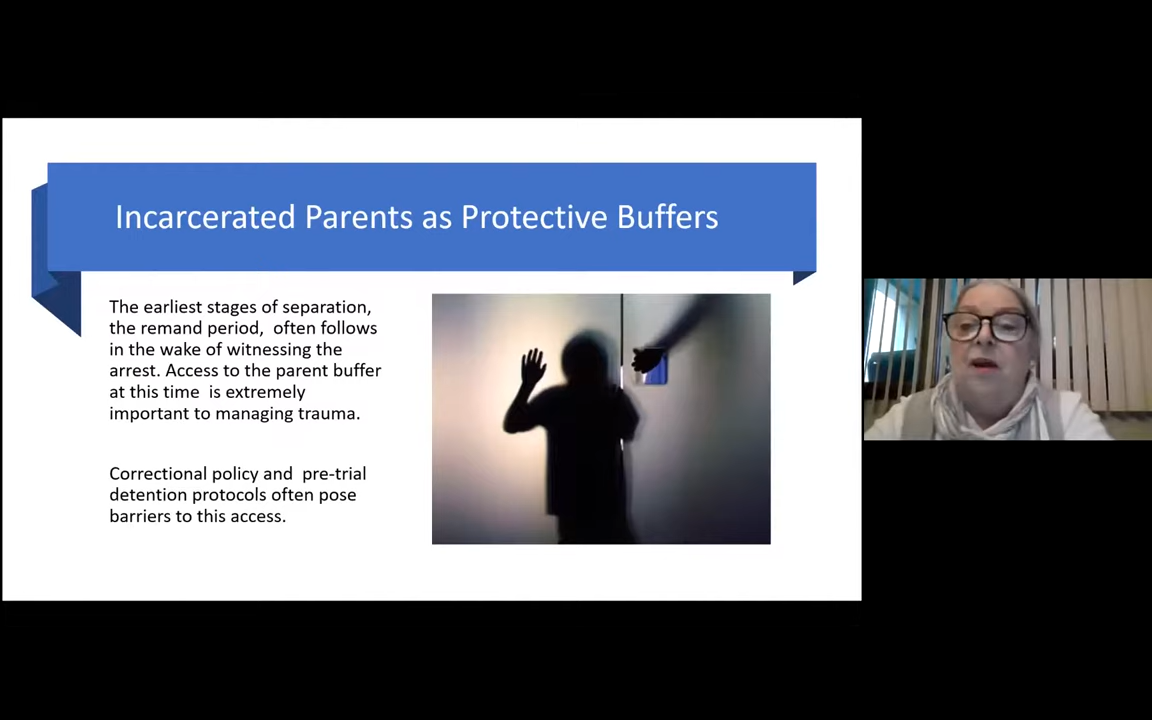 Incarcerated Parents as Protective Buffers
The earliest stages of separation,
the remand period,  often follows
in the wake of witnessing the
arrest. Access to the parent buffer
at this time  is extremely
important to managing trauma.
Correctional policy and  pre-trial
detention protocols often pose
barriers to this access.